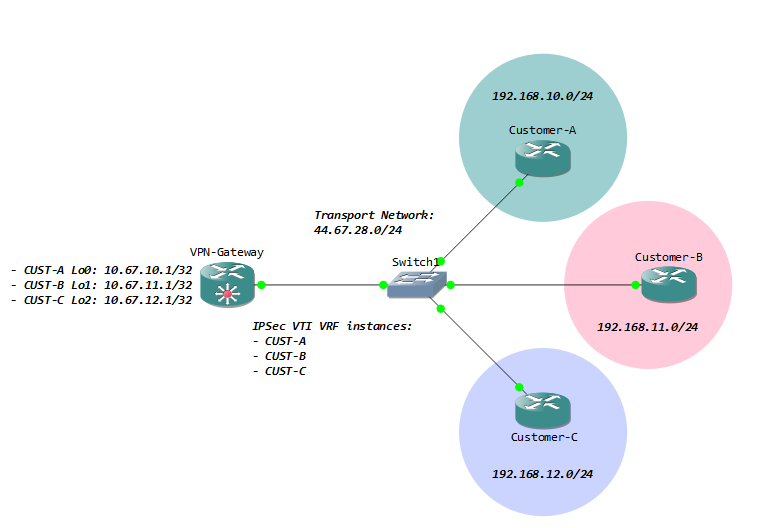 192.168.10.0/24
Customer-A
Transport Network:
44.67.28.0/24
VPN-Gateway
- CUST-A Lo0: 10.67.10.1/32
- CUST-B Lo1: 10.67.11.1/32
- CUST-C Lo2: 10.67.12.1/32
Switch1
Customer-B
192.168.11.0/24
IPSec VTI VRF instances:
- CUST-A
- CUST-B
- CUST-C
Customer-C
192.168.12.0/24